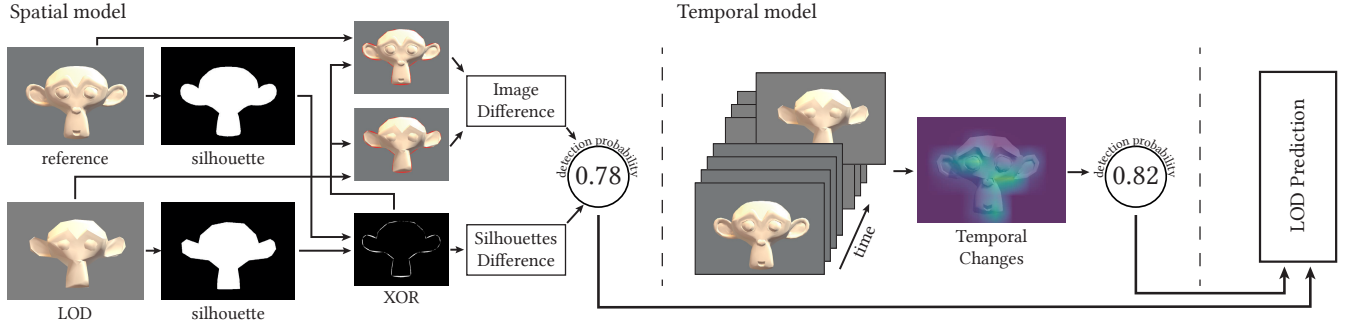 Spatial model
Temporal model
reference
silhouette
LOD
silhouette
XOR
Image
Difference
Silhouettes
Difference
detection probability
0.78
time
Temporal
Changes
detection probability
0.82
LOD Prediction